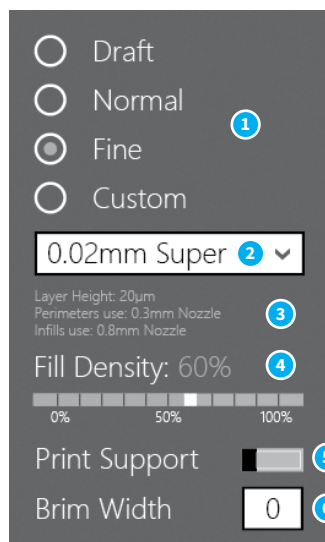 Draft
Normal
1
Fine
Custom
0.02mm Super 2
Layer Height: 20µm
Perimeters use: 0.3mm Nozzle
3
Infills use: 0.8mm Nozzle
Fill Density: 60% 4
0% 50% 100%
Print Support 5
Brim Width 0